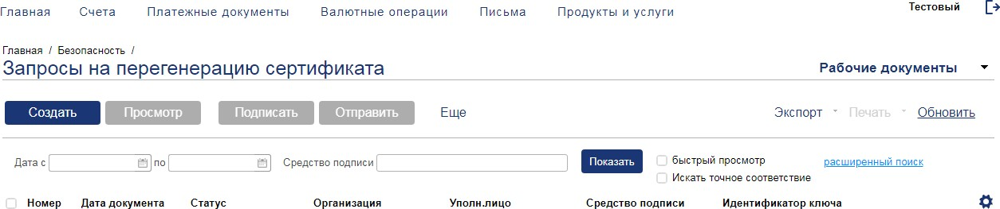 Главная Счета Платежные документы Валютные операции Письма Продукты и услуги Тестовый
Главная / Безопасность /
Запросы на перегенерацию сертификата Рабочие документы
Создать Просмотр Подписать Отправить Еще Экспорт Печать Обновить
Дата с по Средство подписи Показать быстрый просмотр расширенный поиск
Искать точное соответствие
Номер Дата документа Статус Организация Уполн.лицо Средство подписи Идентификатор ключа